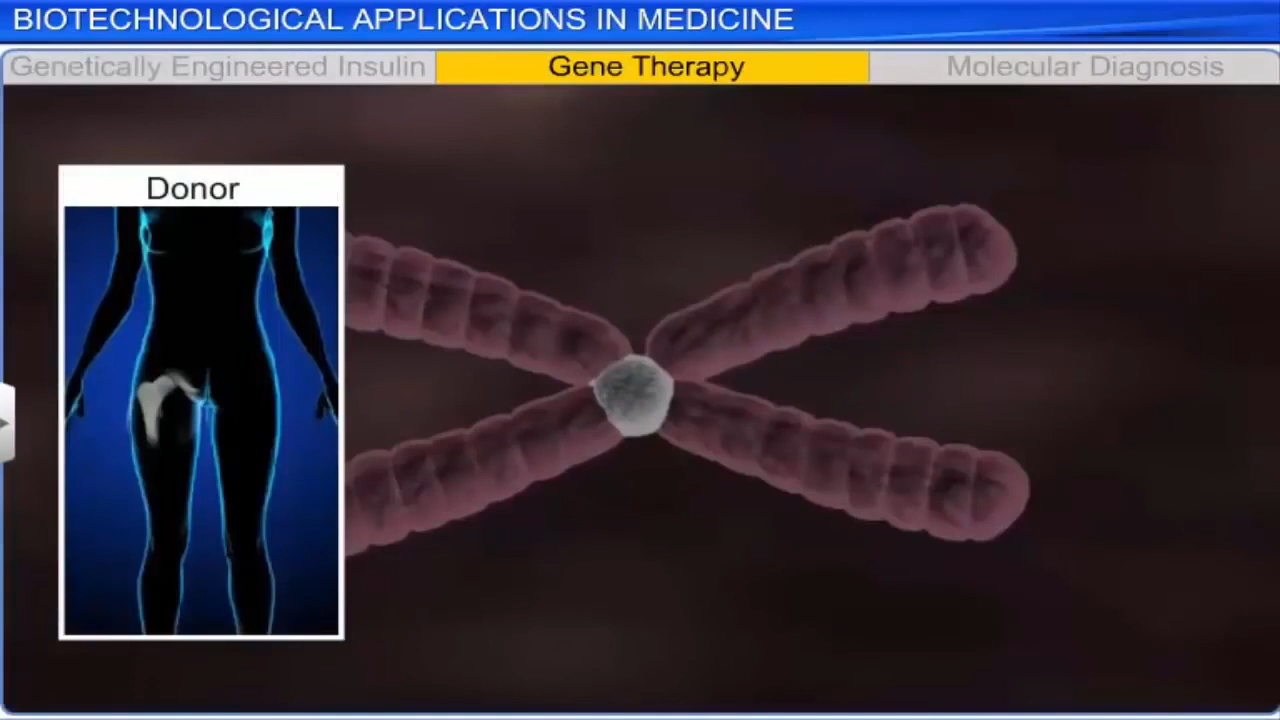 BIOTECHNOLOGICAL APPLICATIONS IN MEDICINE
Genetically Engineered Insulin
Gene Therapy
Molecular Diagnosis
Donor